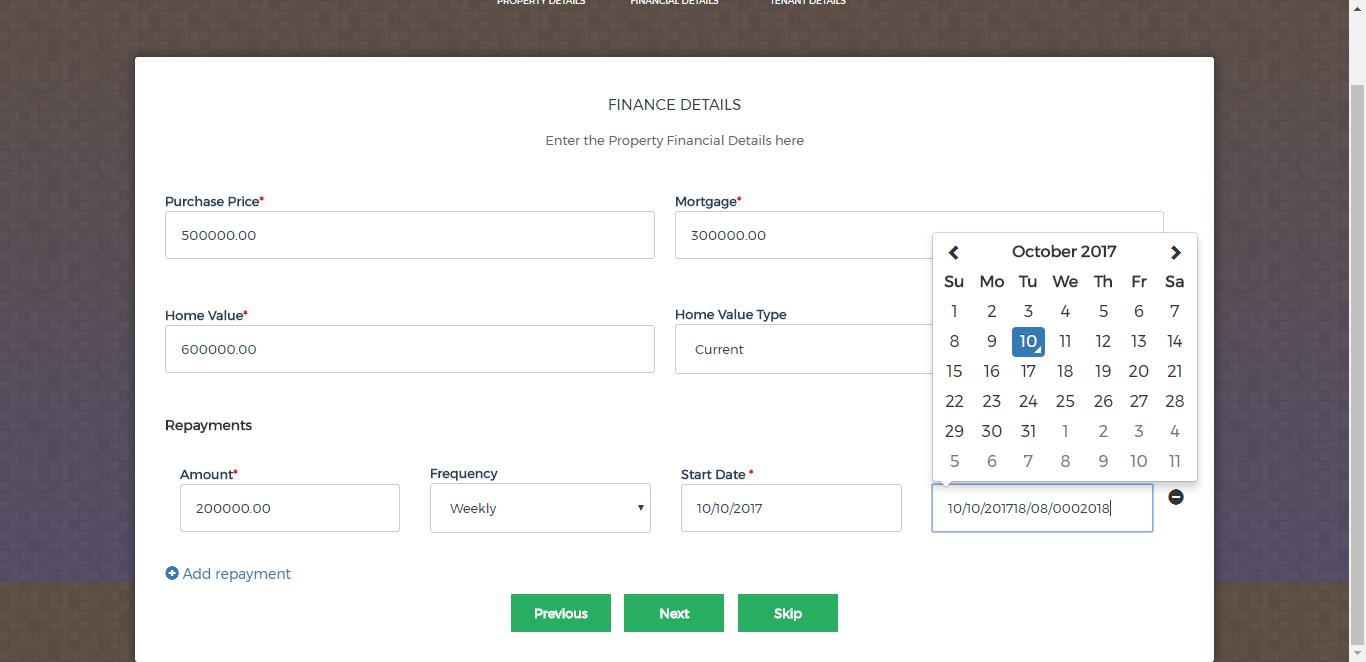 PROPERTY DETAILS FINANCIAL DETAILS TENANT DETAILS
FINANCE DETAILS
Enter the Property Financial Details here
Purchase Price* Mortgage*
500000.00 300000.00
Home Value* Home Value Type
600000.00 Current
October 2017
Su Mo Tu We Th Fr Sa
1 2 3 4 5 6 7
8 9 10 11 12 13 14
15 16 17 18 19 20 21
22 23 24 25 26 27 28
29 30 31 1 2 3 4
5 6 7 8 9 10 11
Repayments
Amount* Frequency Start Date *
200000.00 Weekly 10/10/2017 10/10/201718/08/0002018
Add repayment
Previous Next Skip